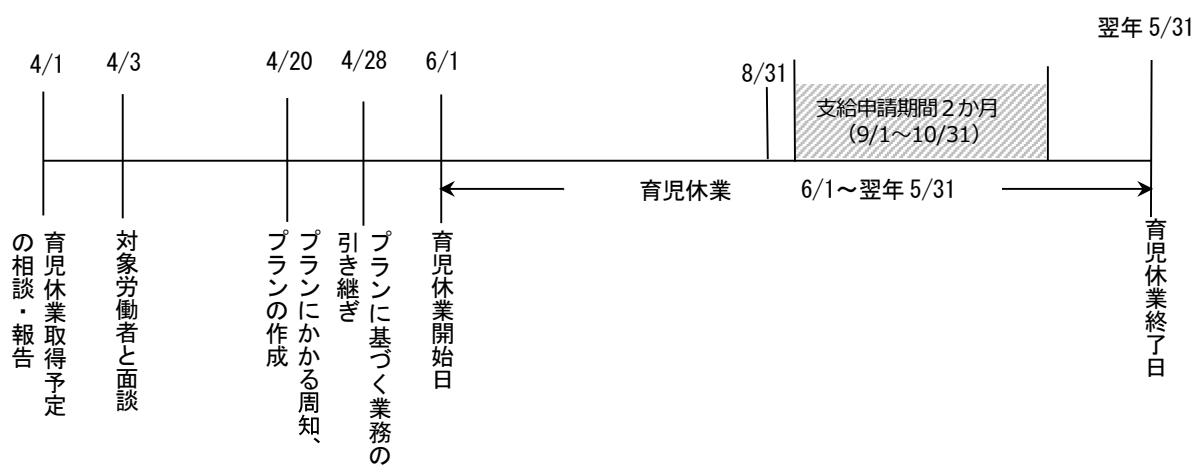 翌年 5/31
4/1
4/3
4/20
4/28
6/1
8/31
支給申請期間2か月
(9/1～10/31)
育児休業
6/1～翌年 5/31
育児休業取得予定
の相談・報告
対象労働者と面談
プランにかかる周知、
プランの作成
プランに基づく業務の
引き継ぎ
育児休業開始日
育児休業終了日